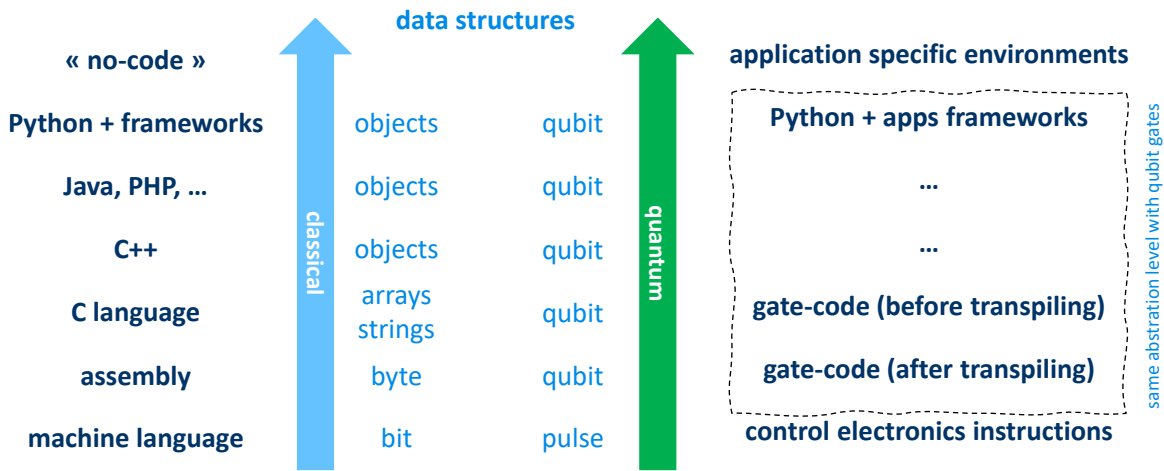 data structures
« no-code »
application specific environments
Python + frameworks
objects
qubit
Python + apps frameworks
Java, PHP, ...
objects
qubit
...
C++
objects
qubit
...
C language
arrays
strings
qubit
gate-code (before transpiling)
assembly
byte
qubit
gate-code (after transpiling)
machine language
bit
pulse
control electronics instructions
classical
quantum
same abstration level with qubit gates